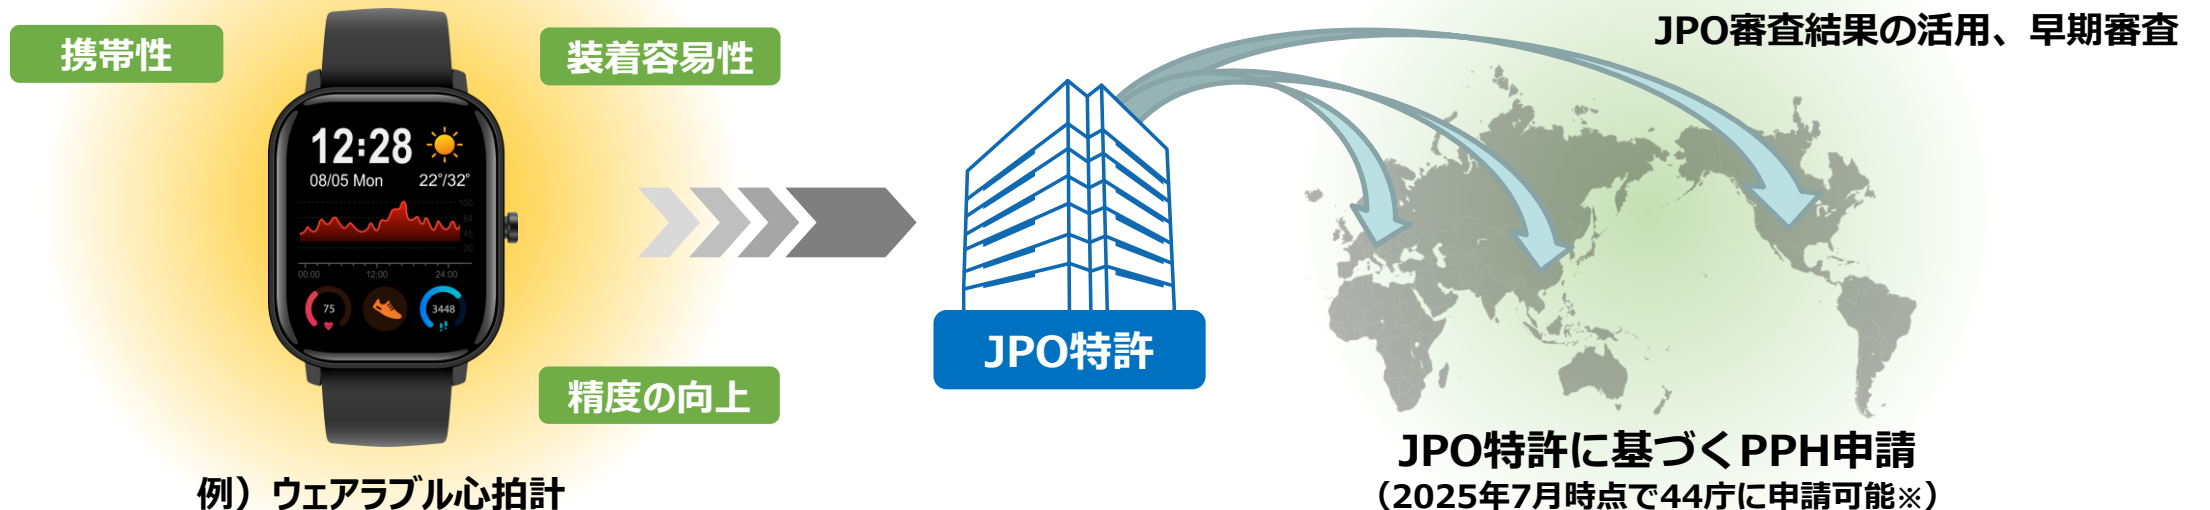 携帯性
装着容易性
12:28
08/05 Mon
22°/32°
100
84
45
20
00:00
12:00
24:00
75
3448
精度の向上
例）ウェアラブル心拍計
JPO特許
JPO審査結果の活用、早期審査
JPO特許に基づくPPH申請
（2025年7月時点で44庁に申請可能※）